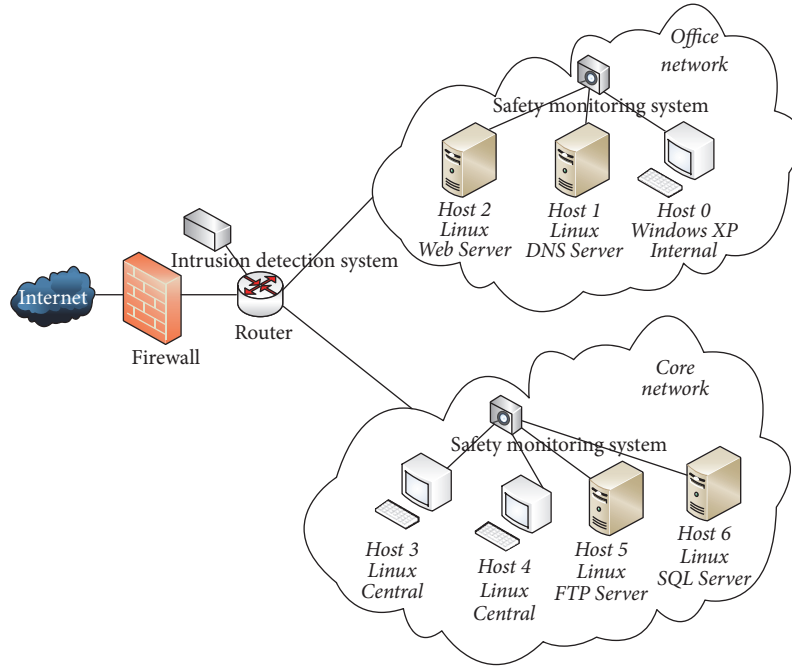 Office
network
Safety monitoring system
Host 2
Linux
Web Server
Host 1
Linux
DNS Server
Host 0
Windows XP
Internal
Intrusion detection system
Internet
Firewall
Router
Core
network
Safety monitoring system
Host 3
Linux
Central
Host 4
Linux
Central
Host 5
Linux
FTP Server
Host 6
Linux
SQL Server